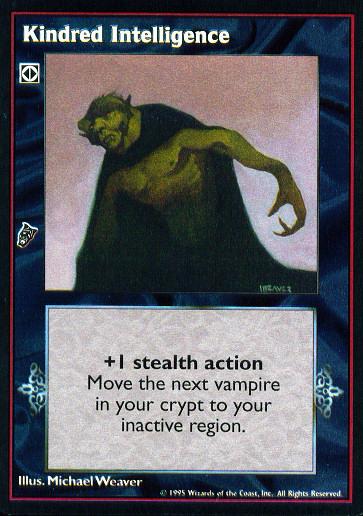 Kindred Intelligence
WEAVER
+1 stealth action
Move the next vampire
in your crypt to your
inactive region.
Illus. Michael Weaver
© 1995 Wizards of the Coast, Inc. All Rights Reserved.